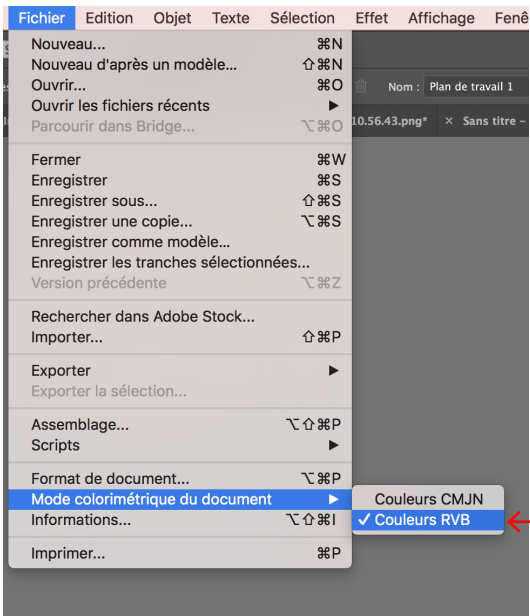 Fichier Edition Objet Texte Sélection Effet Affichage Fenê
Nouveau... ⌘N
Nouveau d'après un modèle... ⇧⌘N
Ouvrir... ⌘O
Nom : Plan de travail 1
Ouvrir les fichiers récents ▶
Parcourir dans Bridge... ⌥⌘O
10.56.43.png* × Sans titre –
Fermer ⌘W
Enregistrer ⌘S
Enregistrer sous... ⇧⌘S
Enregistrer une copie... ⌥⌘S
Enregistrer comme modèle...
Enregistrer les tranches sélectionnées...
Version précédente ⌥⌘Z
Rechercher dans Adobe Stock...
Importer... ⇧⌘P
Exporter ▶
Exporter la sélection...
Assemblage... ⌥⇧⌘P
Scripts ▶
Format de document... ⌥⌘P
Mode colorimétrique du document ▶
Couleurs CMJN
✓ Couleurs RVB
Informations... ⌥⇧⌘I
Imprimer... ⌘P